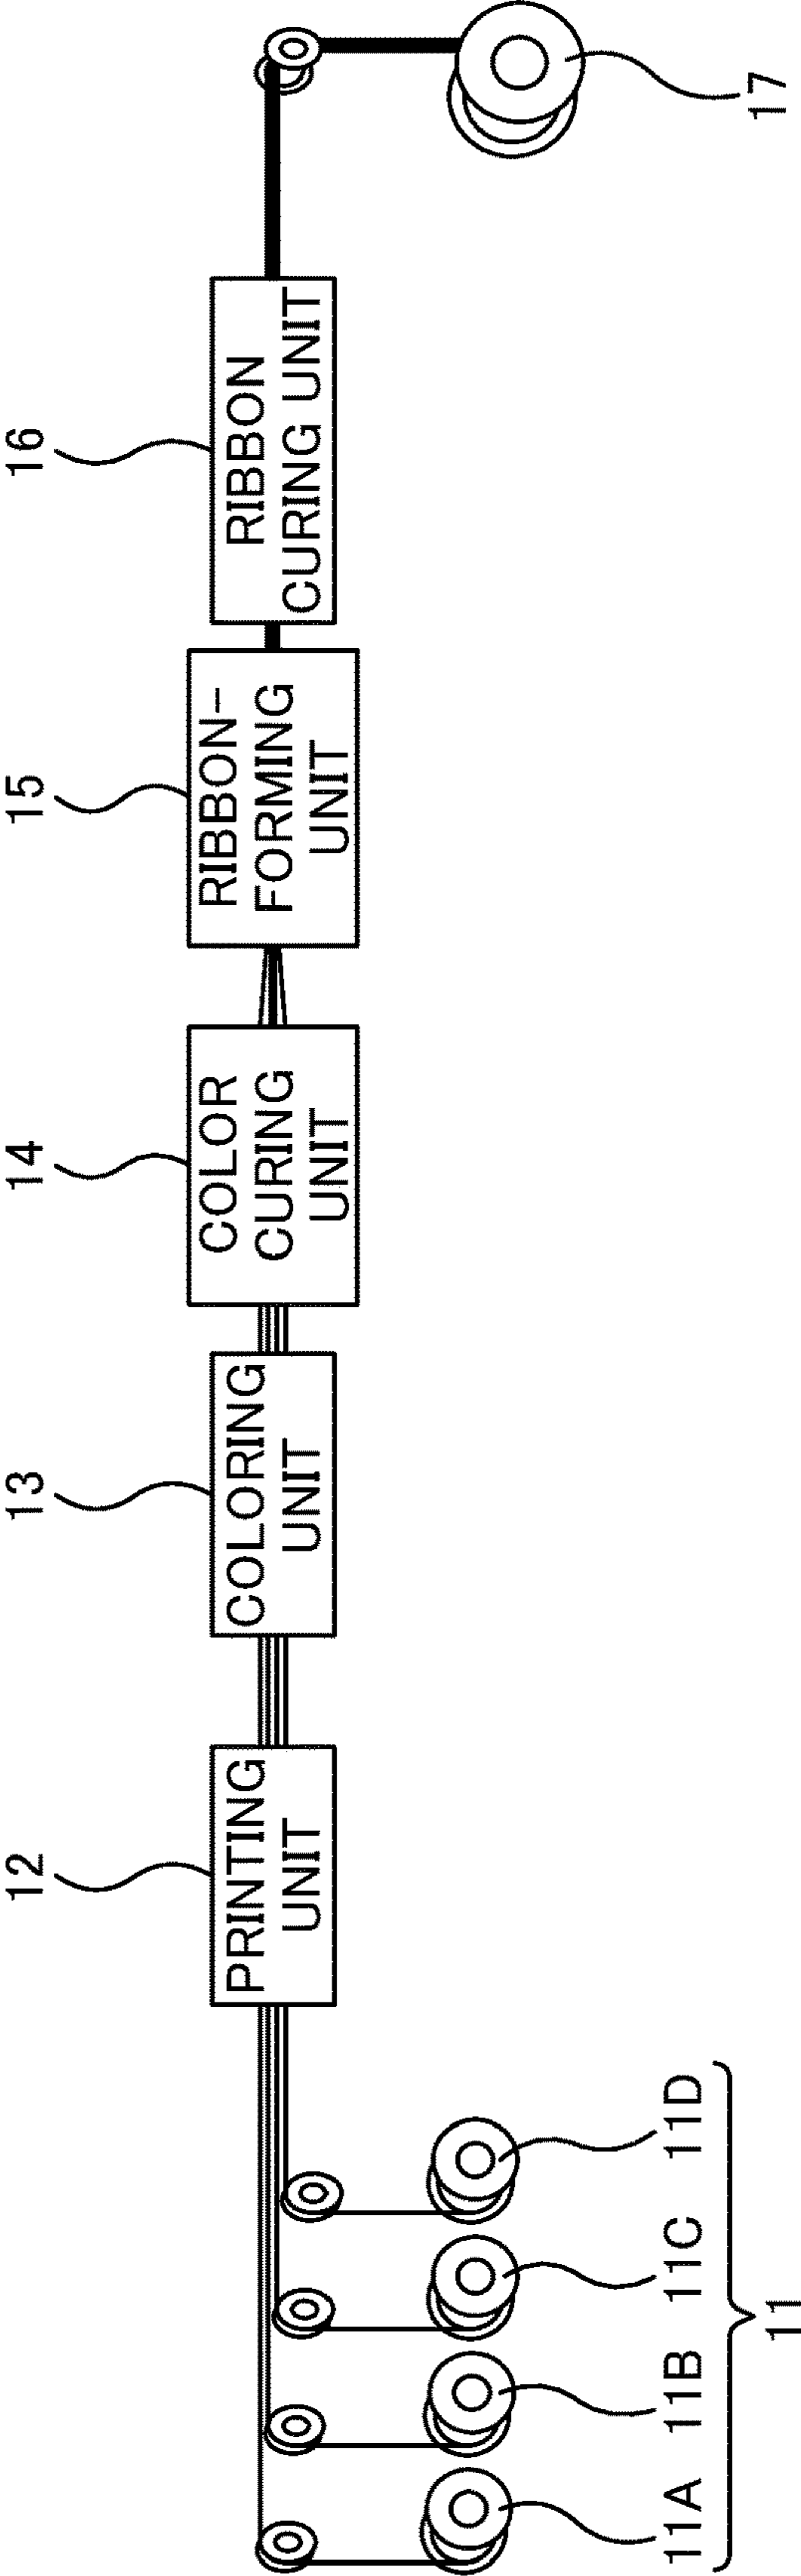 11A
11B
11C
11D
11
12
PRINTING
UNIT
13
COLORING
UNIT
14
COLOR
CURING
UNIT
15
RIBBON-
FORMING
UNIT
16
RIBBON
CURING UNIT
17